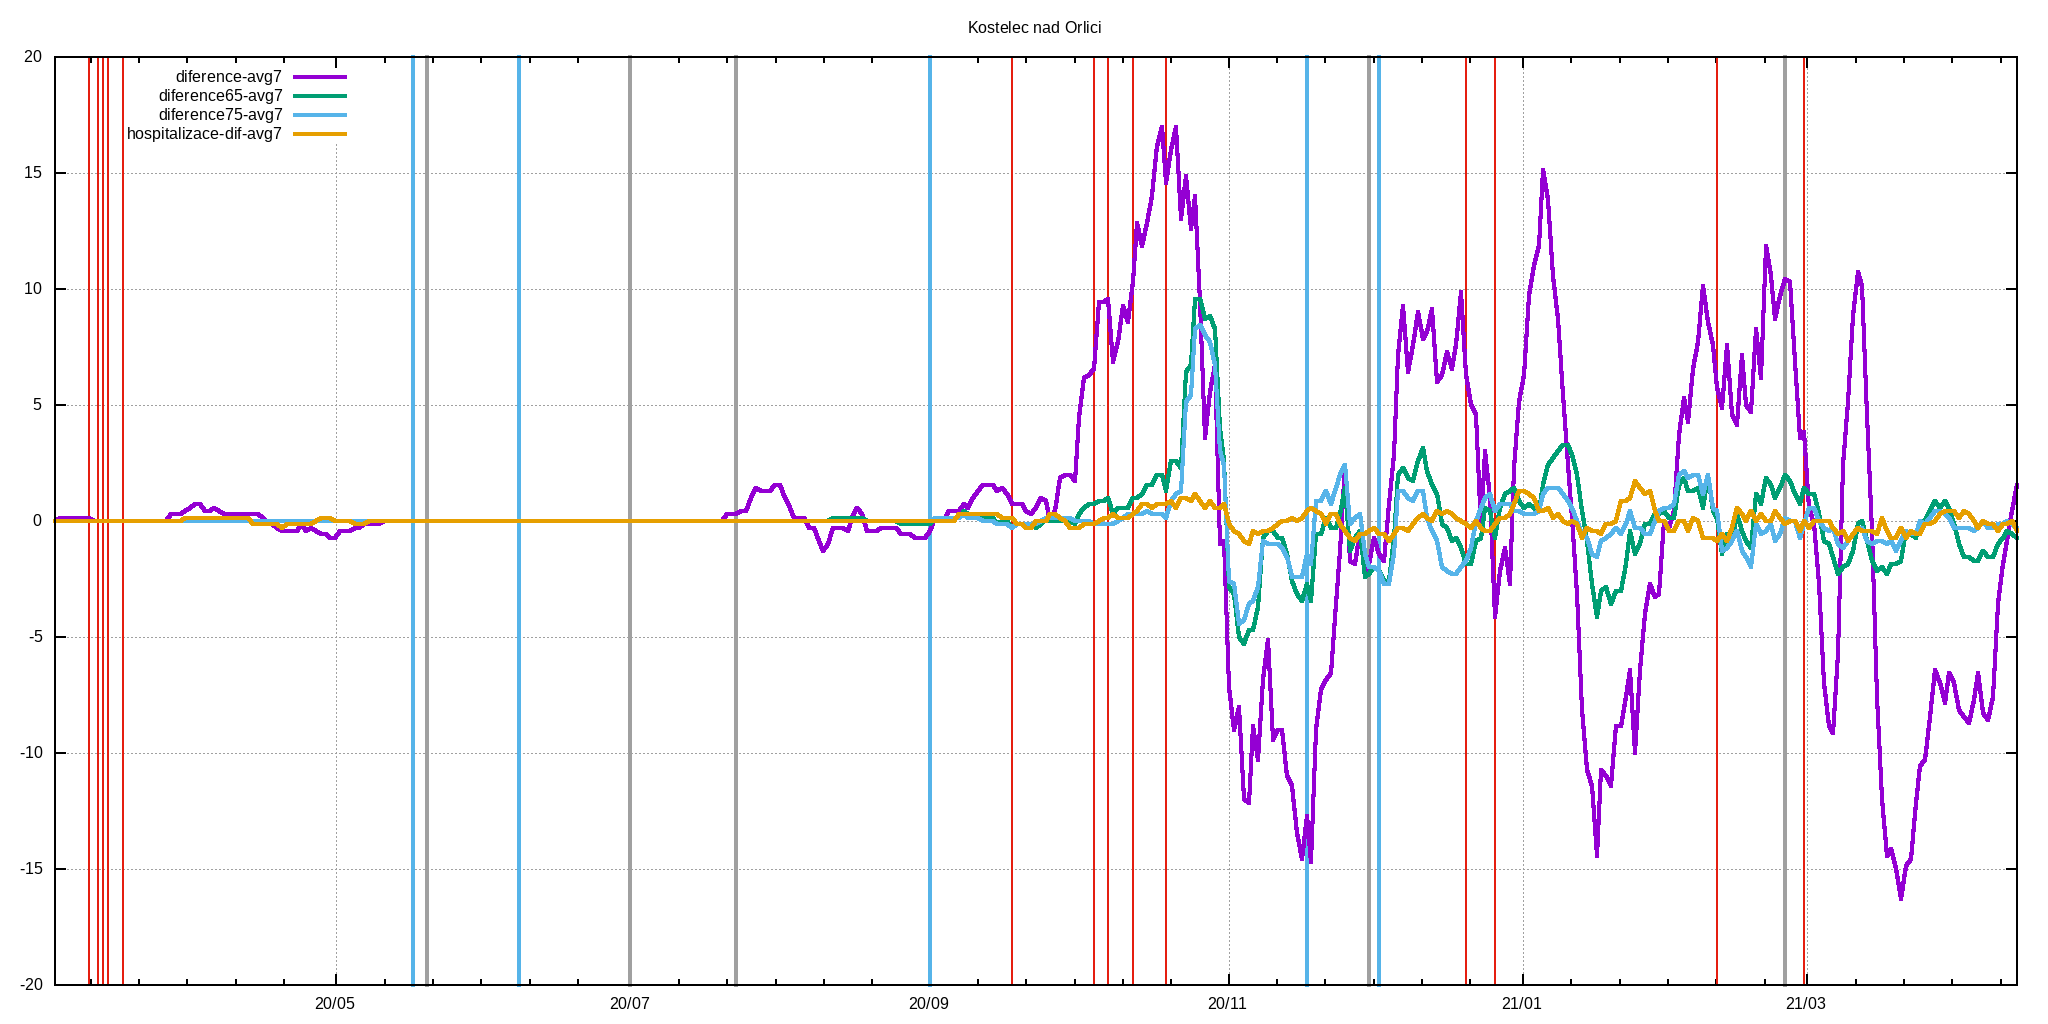 Kostelec nad Orlici
diference-avg7
diference65-avg7
diference75-avg7
hospitalizace-dif-avg7
20
15
10
5
0
-5
-10
-15
-20
20/05 20/07 20/09 20/11 21/01 21/03